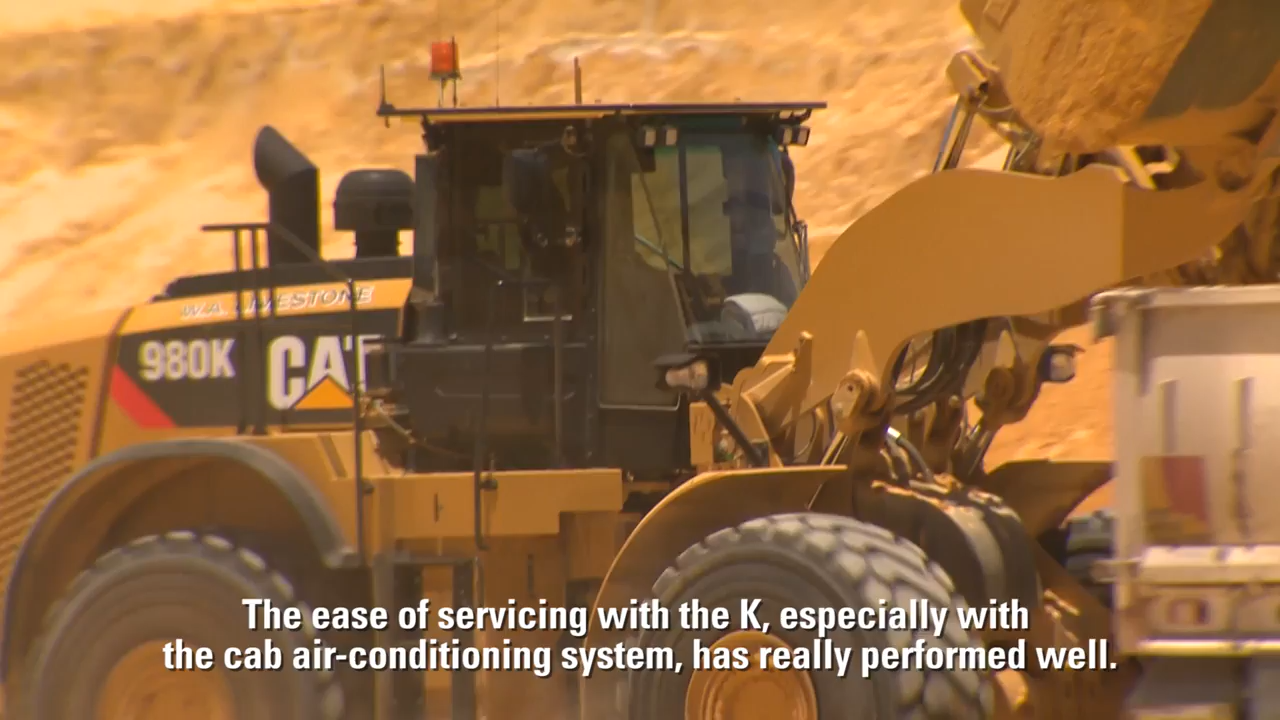 W.A. LIMESTONE
980K
CAT
The ease of servicing with the K, especially with
the cab air-conditioning system, has really performed well.